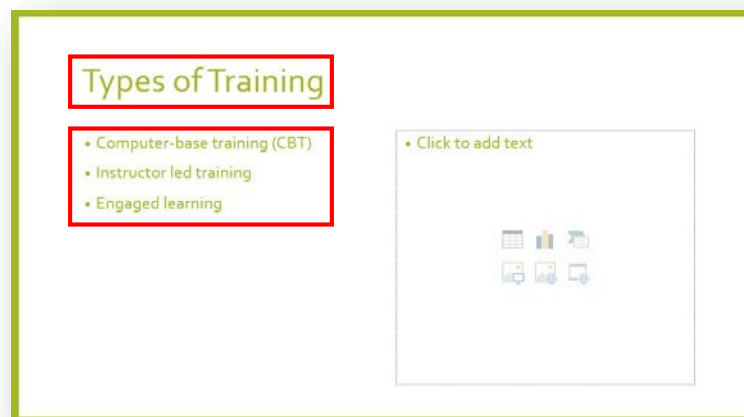 Types of Training
• Computer-base training (CBT)
• Instructor led training
• Engaged learning
• Click to add text